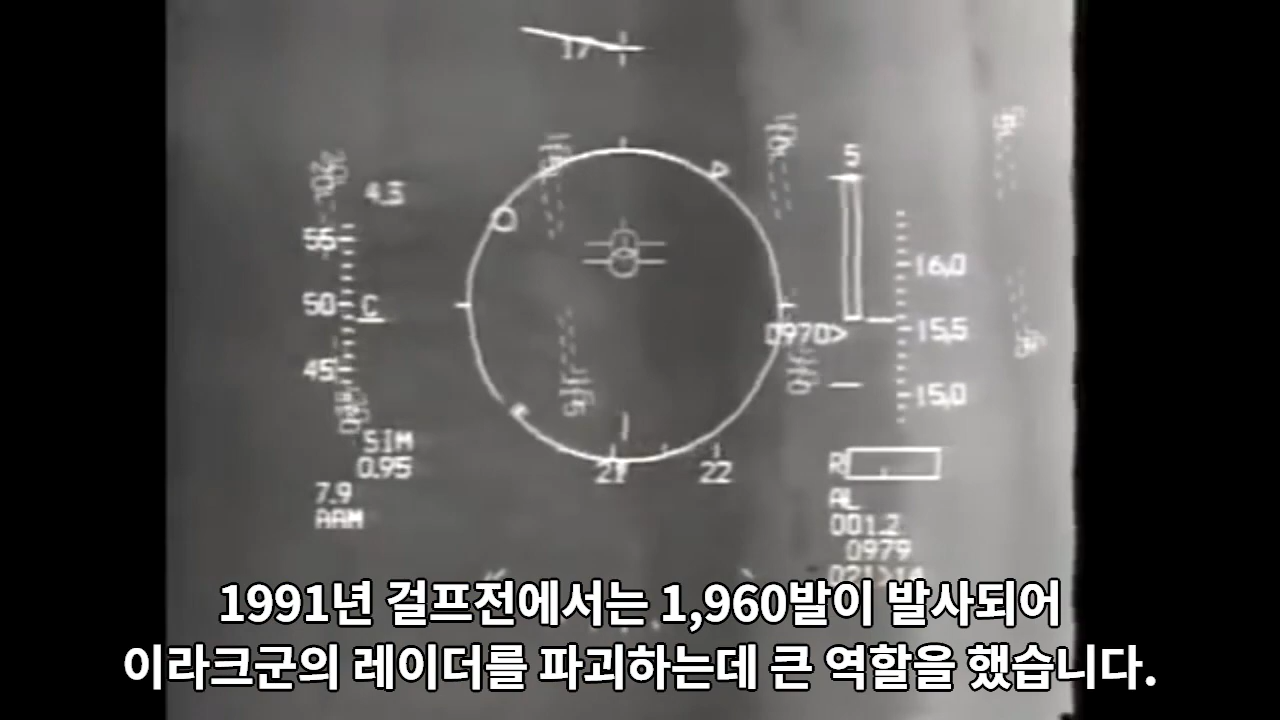 17
5
4.3
55
16,0
50 C
0970
15,5
45
15,0
SIM
0.95
21 22
R
7.9
AL
AAM
001.2
0979
1991년 걸프전에서는 1,960발이 발사되어
이라크군의 레이더를 파괴하는데 큰 역할을 했습니다.